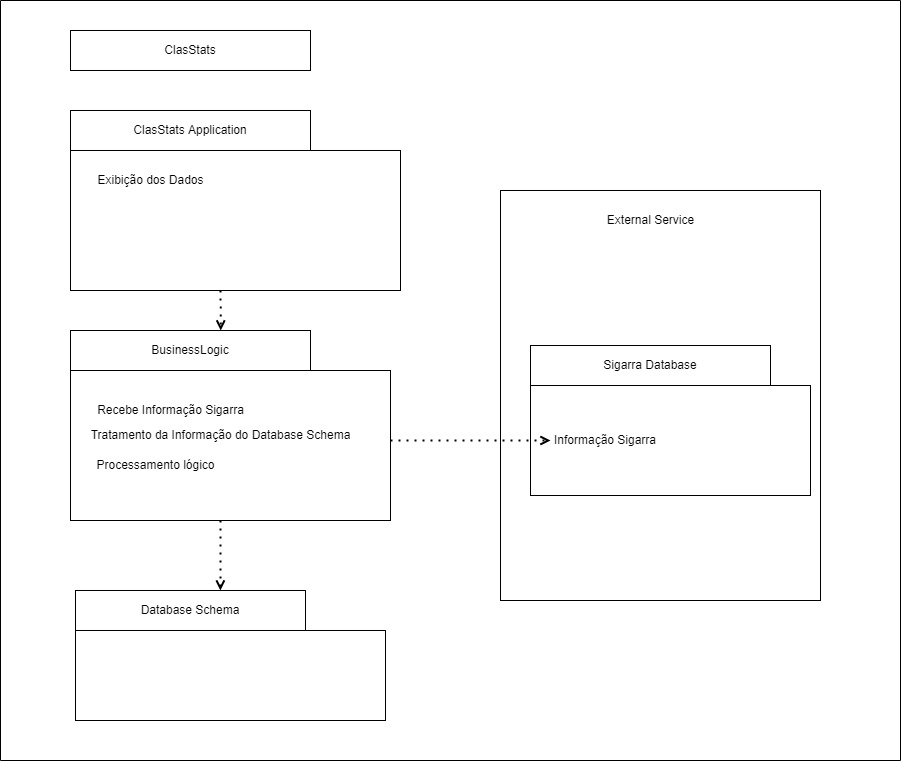 ClasStats
ClasStats Application
Exibição dos Dados
External Service
BusinessLogic
Sigarra Database
Recebe Informação Sigarra
Tratamento da Informação do Database Schema
Informação Sigarra
Processamento lógico
Database Schema